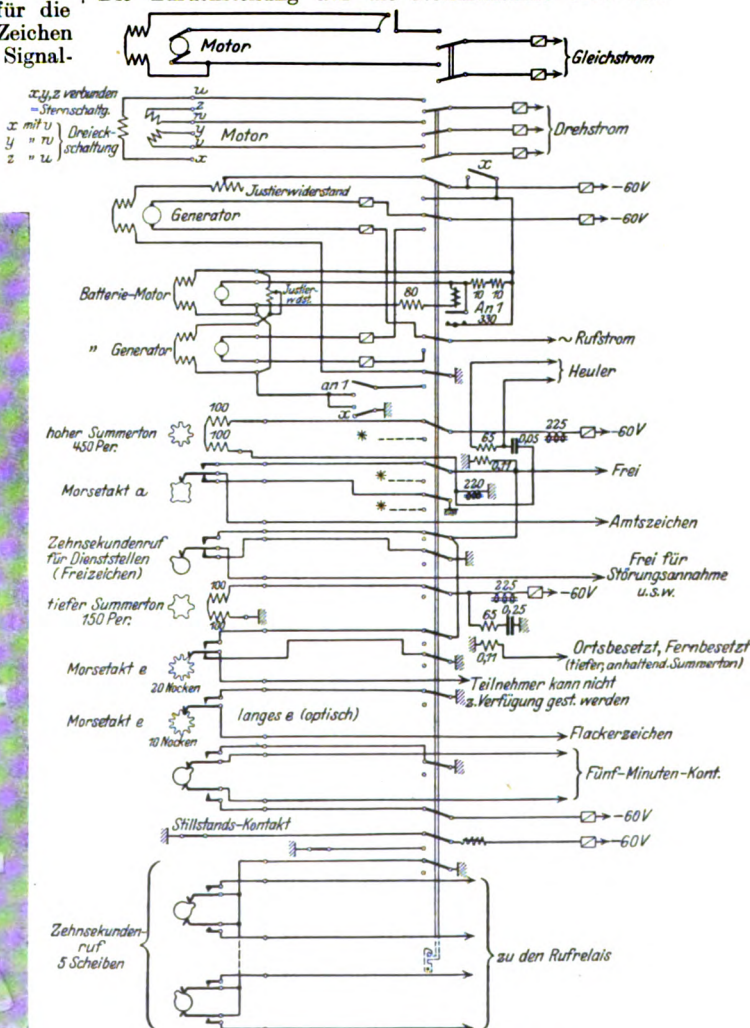 für die
Zeichen
Signal-
Motor
Gleichstrom
x,y,z verbunden
=Sternschaltg.
x mit v
y " w
z " u
Dreieck-
schaltung
u
z
w
y
v
x
Motor
Drehstrom
Justierwiderstand
x
-60V
Generator
-60V
Batterie-Motor
Justier-
wdst.
80
10 10
An 1
330
" Generator
~ Rufstrom
Heuler
an 1
x
hoher Summerton
450 Per.
100
100
*
65
0,05
225
-60V
0,11
Frei
Morsetakt a
*
220
*
Amtszeichen
Zehnsekundenruf
für Dienststellen
(Freizeichen)
Frei für
Störungsannahme
u.s.w.
tiefer Summerton
150 Per.
100
100
225
-60V
65
0,25
0,11
Ortsbesetzt, Fernbesetzt
(tiefer, anhaltend. Summerton)
Morsetakt e
20 Nocken
Teilnehmer kann nicht
z. Verfügung gest. werden
Morsetakt e
10 Nocken
langes e (optisch)
Flackerzeichen
Fünf-Minuten-Kont.
-60V
Stillstands-Kontakt
-60V
Zehnsekunden-
ruf
5 Scheiben
zu den Rufrelais